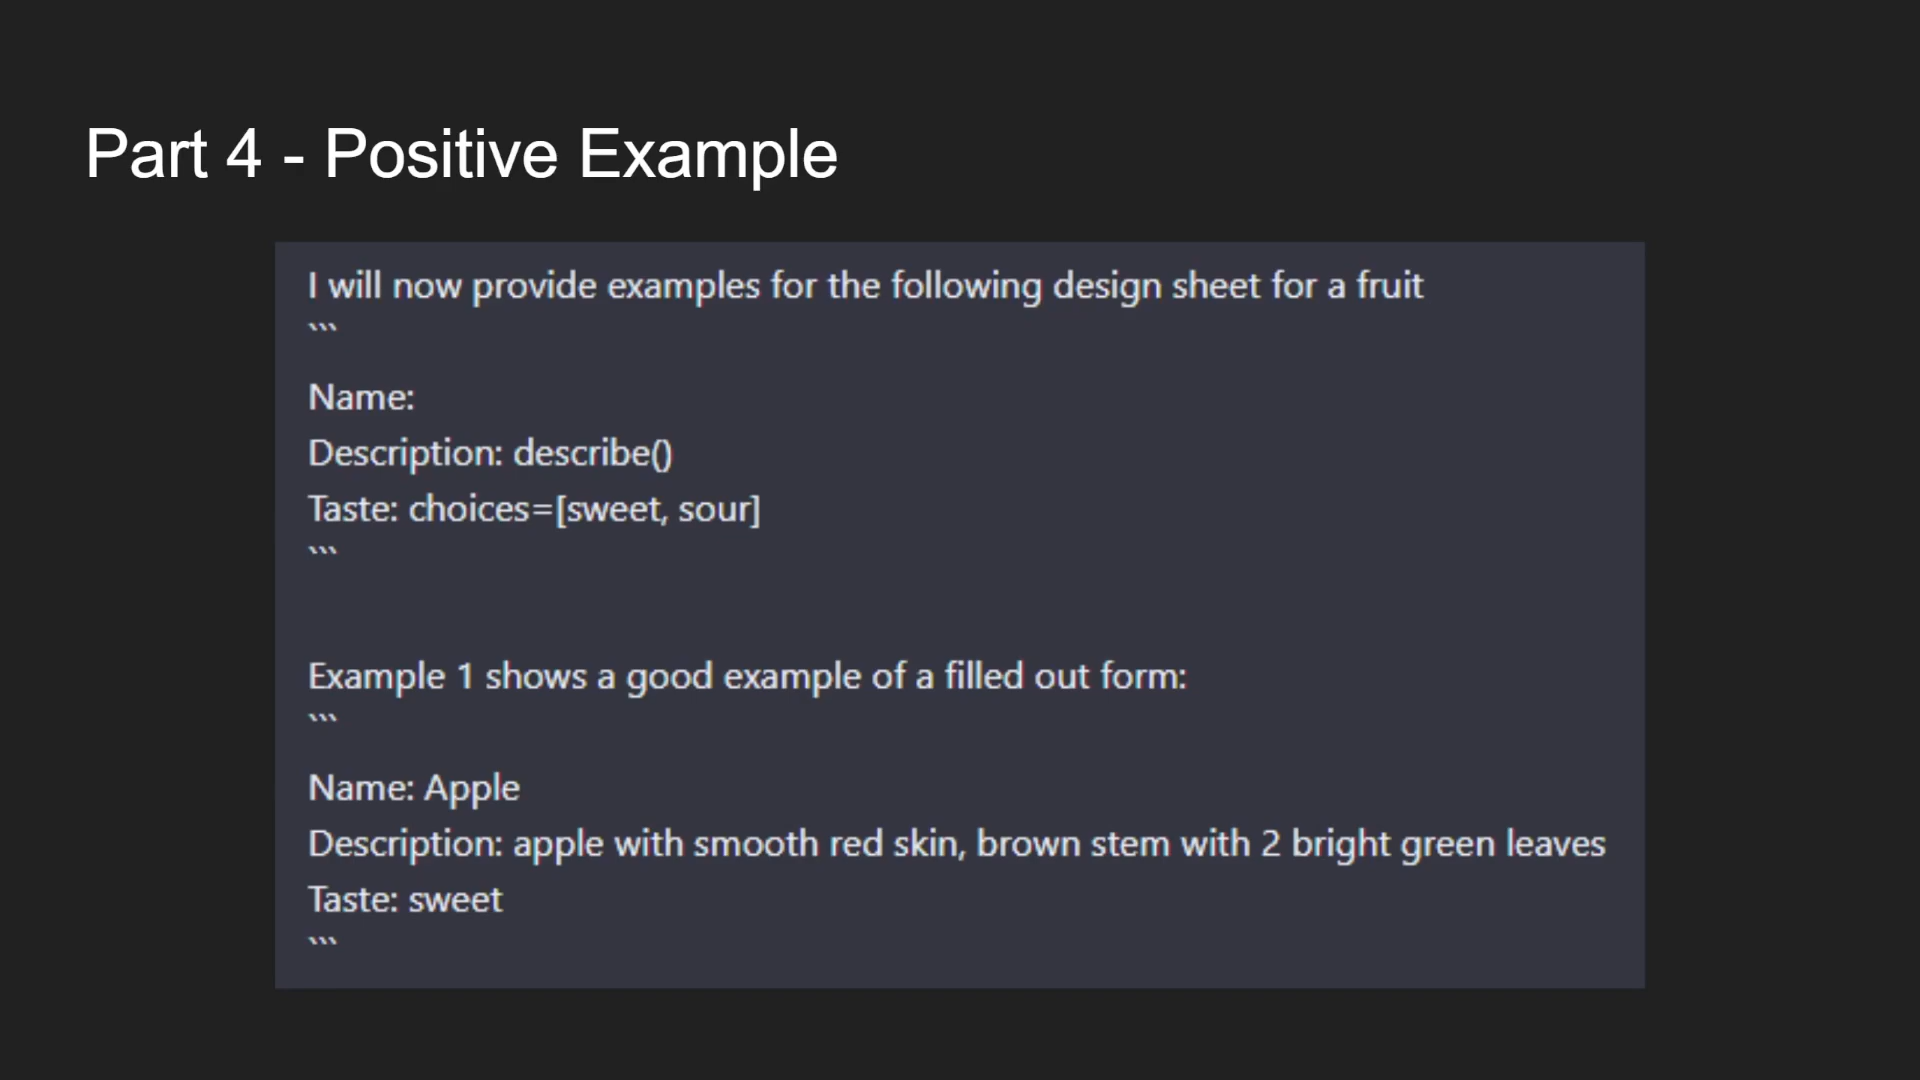 Part 4 - Positive Example
I will now provide examples for the following design sheet for a fruit
```
Name:
Description: describe()
Taste: choices=[sweet, sour]
```
Example 1 shows a good example of a filled out form:
```
Name: Apple
Description: apple with smooth red skin, brown stem with 2 bright green leaves
Taste: sweet
```